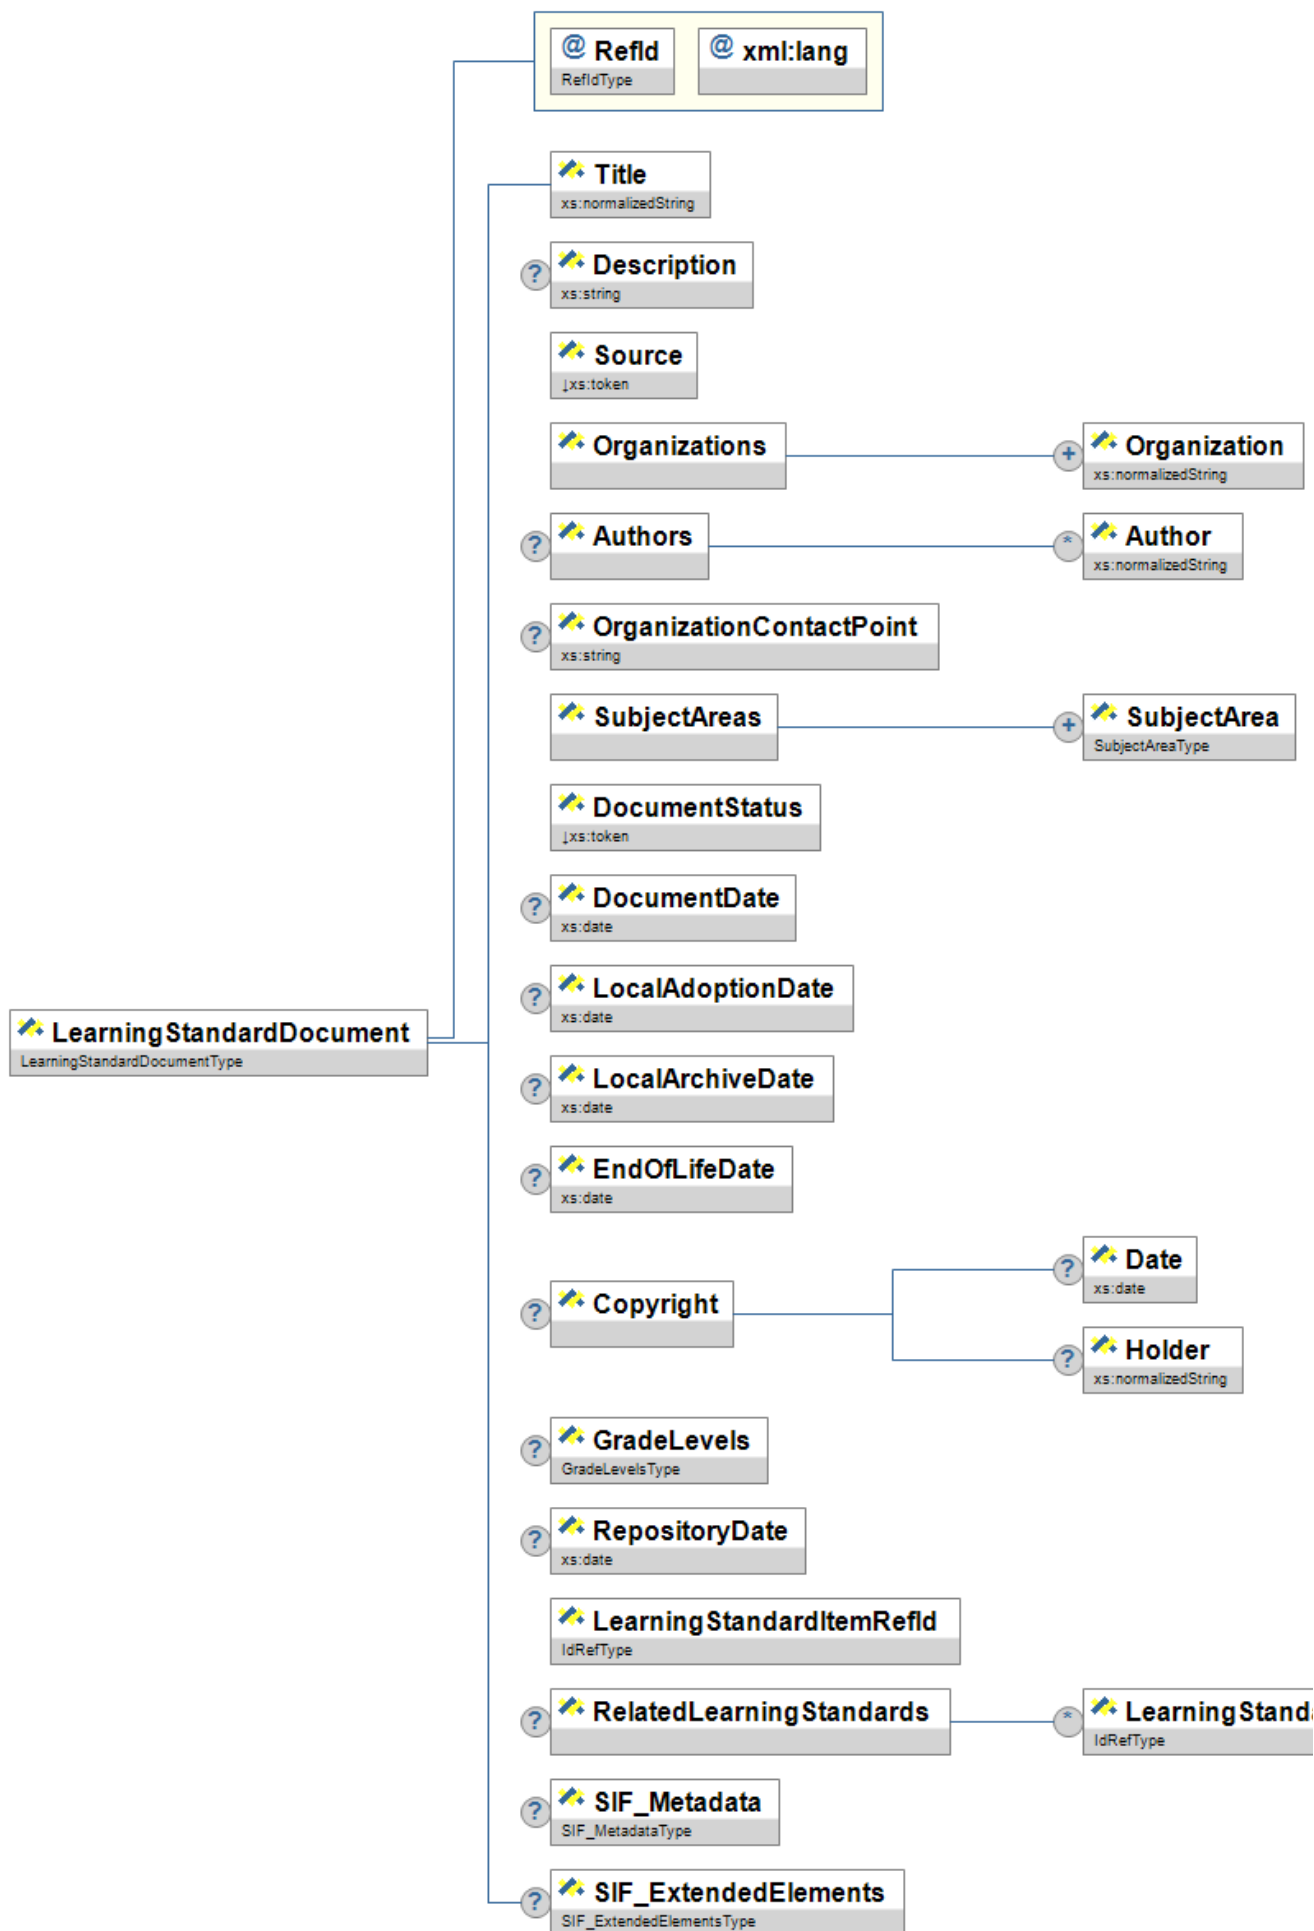 @ RefId
RefIdType
@ xml:lang
Title
xs:normalizedString
? Description
xs:string
Source
↓xs:token
Organizations
+ Organization
xs:normalizedString
? Authors
* Author
xs:normalizedString
? OrganizationContactPoint
xs:string
SubjectAreas
+ SubjectArea
SubjectAreaType
DocumentStatus
↓xs:token
? DocumentDate
xs:date
? LocalAdoptionDate
xs:date
LearningStandardDocument
LearningStandardDocumentType
? LocalArchiveDate
xs:date
? EndOfLifeDate
xs:date
? Copyright
? Date
xs:date
? Holder
xs:normalizedString
? GradeLevels
GradeLevelsType
? RepositoryDate
xs:date
LearningStandardItemRefId
IdRefType
? RelatedLearningStandards
* LearningStanda
IdRefType
? SIF_Metadata
SIF_MetadataType
? SIF_ExtendedElements
SIF_ExtendedElementsType